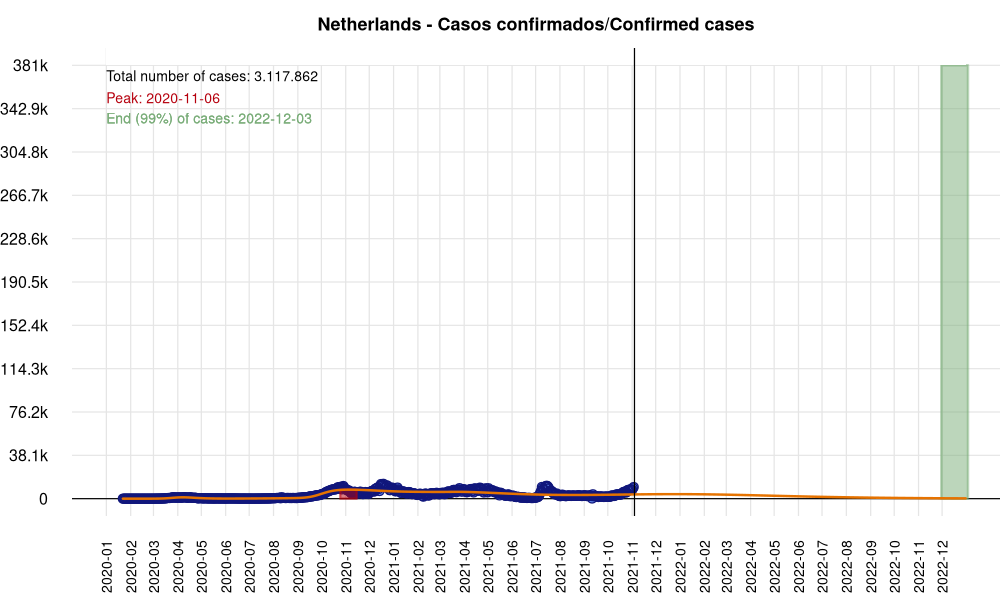 Netherlands - Casos confirmados/Confirmed cases
Total number of cases: 3.117.862
Peak: 2020-11-06
End (99%) of cases: 2022-12-03
381k
342.9k
304.8k
266.7k
228.6k
190.5k
152.4k
114.3k
76.2k
38.1k
0
2020-01
2020-02
2020-03
2020-04
2020-05
2020-06
2020-07
2020-08
2020-09
2020-10
2020-11
2020-12
2021-01
2021-02
2021-03
2021-04
2021-05
2021-06
2021-07
2021-08
2021-09
2021-10
2021-11
2021-12
2022-01
2022-02
2022-03
2022-04
2022-05
2022-06
2022-07
2022-08
2022-09
2022-10
2022-11
2022-12